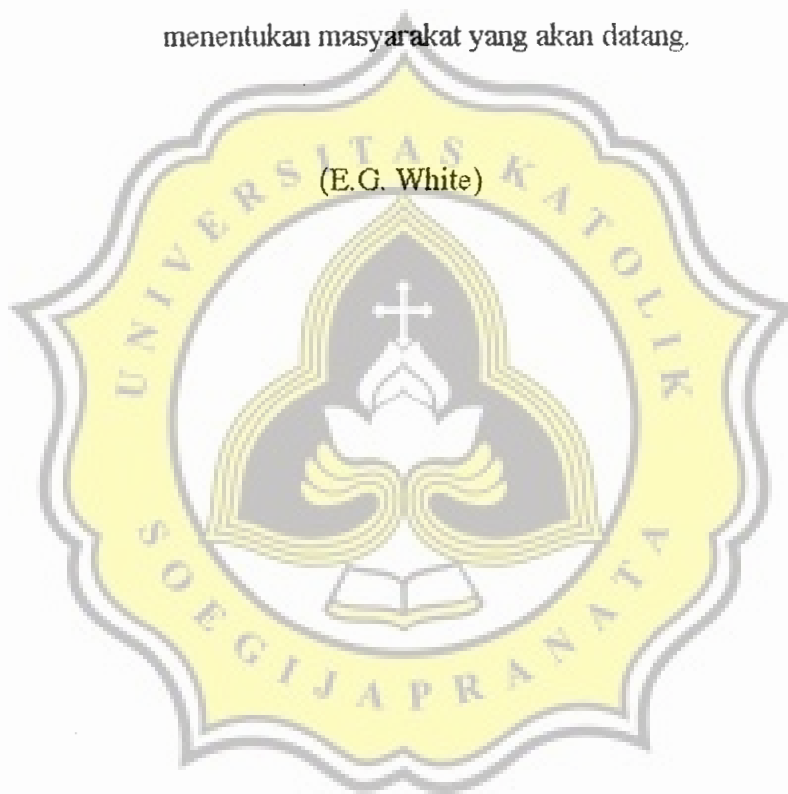 menentukan masyarakat yang akan datang.
(E.G. White)
UNIVERSITAS KATOLIK
SOEGIJAPRANATA